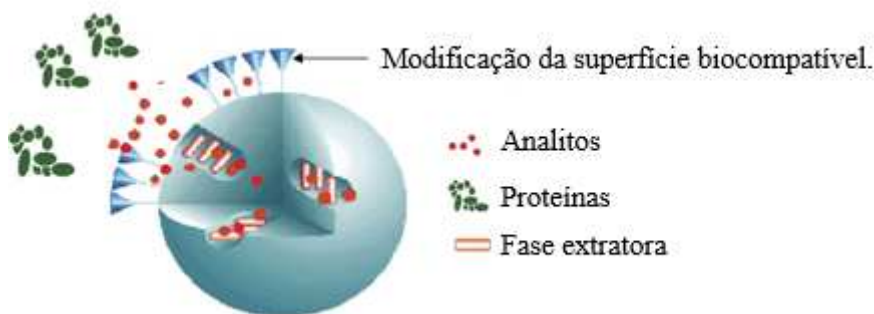 Modificação da superfície biocompatível.
Analitos
Proteínas
Fase extratora